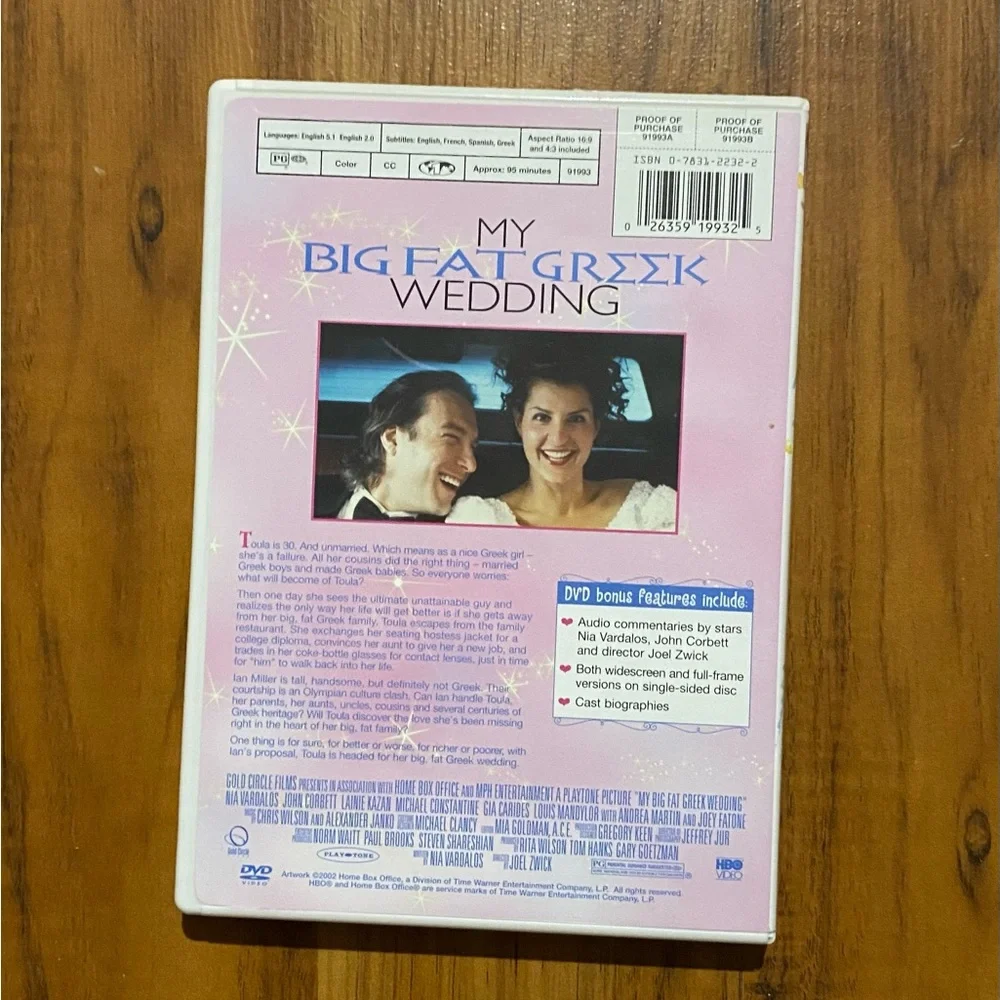 Languages: English 5.1 English 2.0
Subtitles: English, French, Spanish, Greek
Aspect Ratio 16:9
and 4:3 included
PG
Color
CC
Approx: 95 minutes
91993
PROOF OF
PURCHASE
91993A
PROOF OF
PURCHASE
91993B
ISBN 0-7831-2232-2
0 26359 19932 5
MY
BIG FAT GRΣΣK
WEDDING
Toula is 30. And unmarried. Which means as a nice Greek girl –
she's a failure. All her cousins did the right thing – married
Greek boys and made Greek babies. So everyone worries:
what will become of Toula?
Then one day she sees the ultimate unattainable guy and
realizes the only way her life will get better is if she gets away
from her big, fat Greek family. Toula escapes from the family
restaurant. She exchanges her seating hostess jacket for a
college diploma, convinces her aunt to give her a new job, and
trades in her coke-bottle glasses for contact lenses, just in time
for "him" to walk back into her life.
Ian Miller is tall, handsome, but definitely not Greek. Their
courtship is an Olympian culture clash. Can Ian handle Toula,
her parents, her aunts, uncles, cousins and several centuries of
Greek heritage? Will Toula discover the love she's been missing
right in the heart of her big, fat family?
One thing is for sure, for better or worse, for richer or poorer, with
Ian's proposal, Toula is headed for her big, fat Greek wedding.
DVD bonus features include:
Audio commentaries by stars
Nia Vardalos, John Corbett
and director Joel Zwick
Both widescreen and full-frame
versions on single-sided disc
Cast biographies
GOLD CIRCLE FILMS PRESENTS IN ASSOCIATION WITH HOME BOX OFFICE AND MPH ENTERTAINMENT A PLAYTONE PICTURE "MY BIG FAT GREEK WEDDING"
NIA VARDALOS JOHN CORBETT LAINIE KAZAN MICHAEL CONSTANTINE GIA CARIDES LOUIS MANDYLOR WITH ANDREA MARTIN AND JOEY FATONE
CHRIS WILSON AND ALEXANDER JANKO MICHAEL CLANCY MIA GOLDMAN, A.C.E. GREGORY KEEN JEFFREY JUR
NORM WAITT PAUL BROOKS STEVEN SHARESHIAN RITA WILSON TOM HANKS GARY GOETZMAN
NIA VARDALOS JOEL ZWICK
Gold Circle
PLAY-TONE
PG PARENTAL GUIDANCE SUGGESTED
HBO
VIDEO
DVD
VIDEO
Artwork ©2002 Home Box Office, a Division of Time Warner Entertainment Company, L.P. All rights reserved.
HBO® and Home Box Office® are service marks of Time Warner Entertainment Company, L.P.